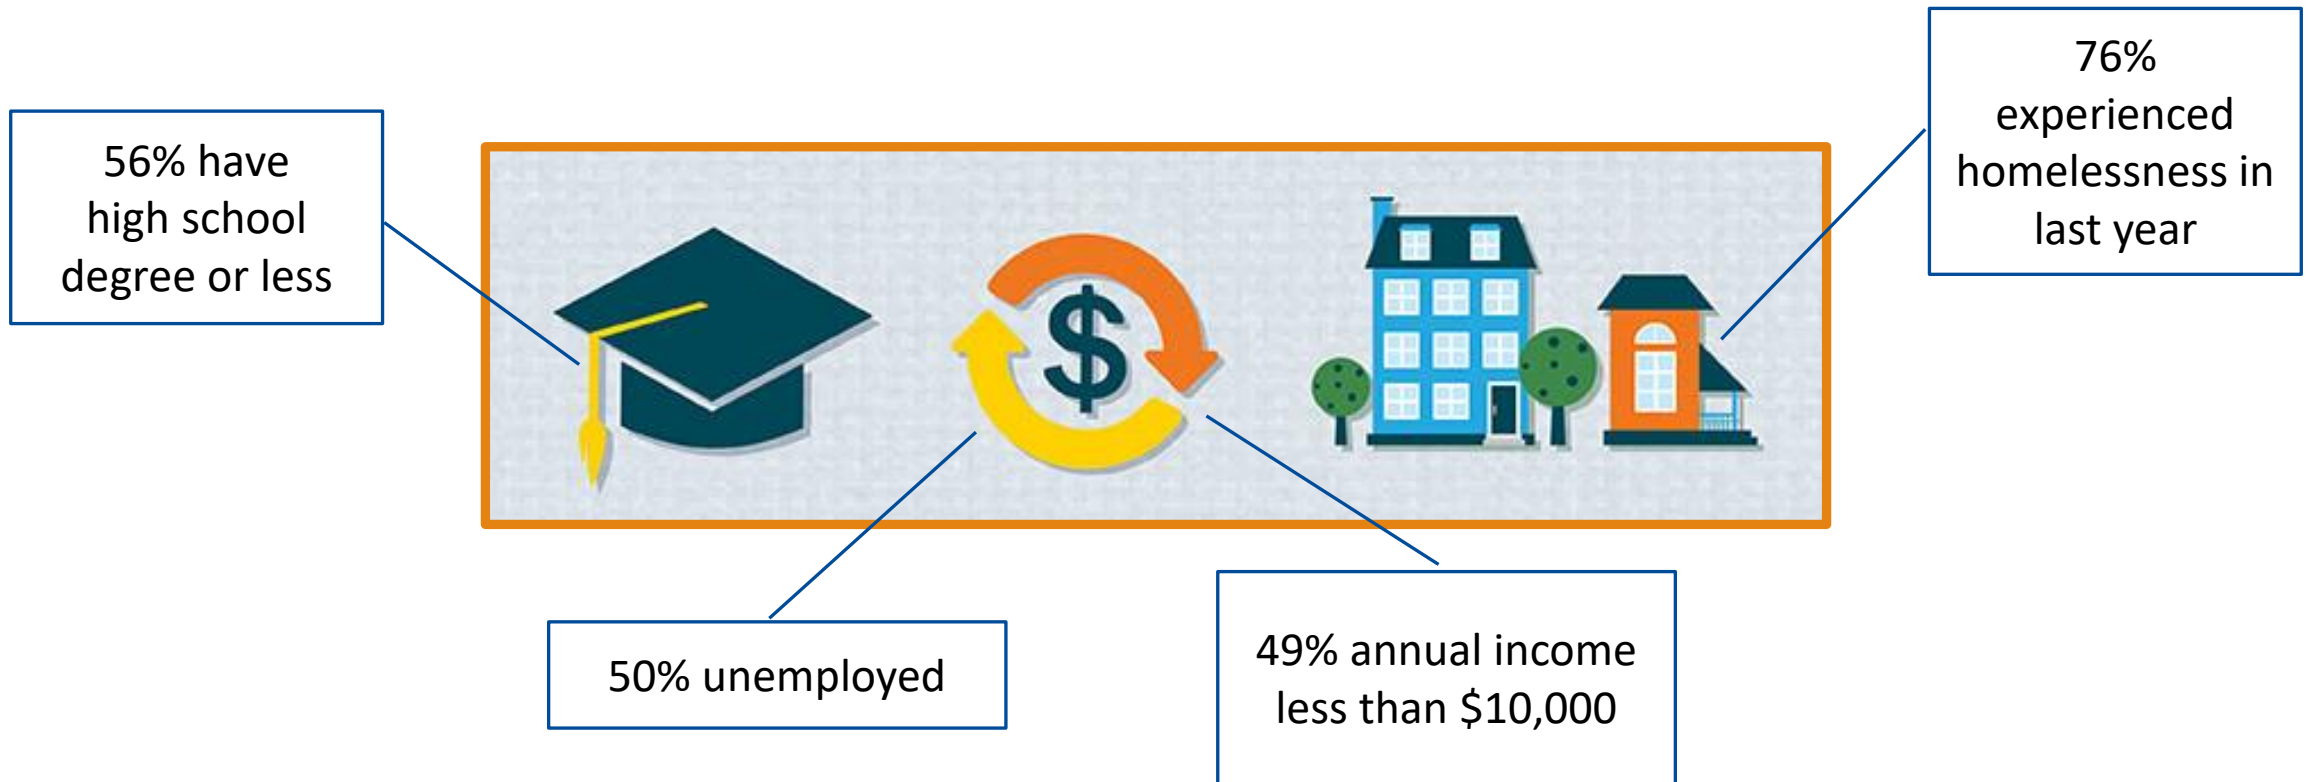 56% have
high school
degree or less
76%
experienced
homelessness in
last year
$
50% unemployed
49% annual income
less than $10,000